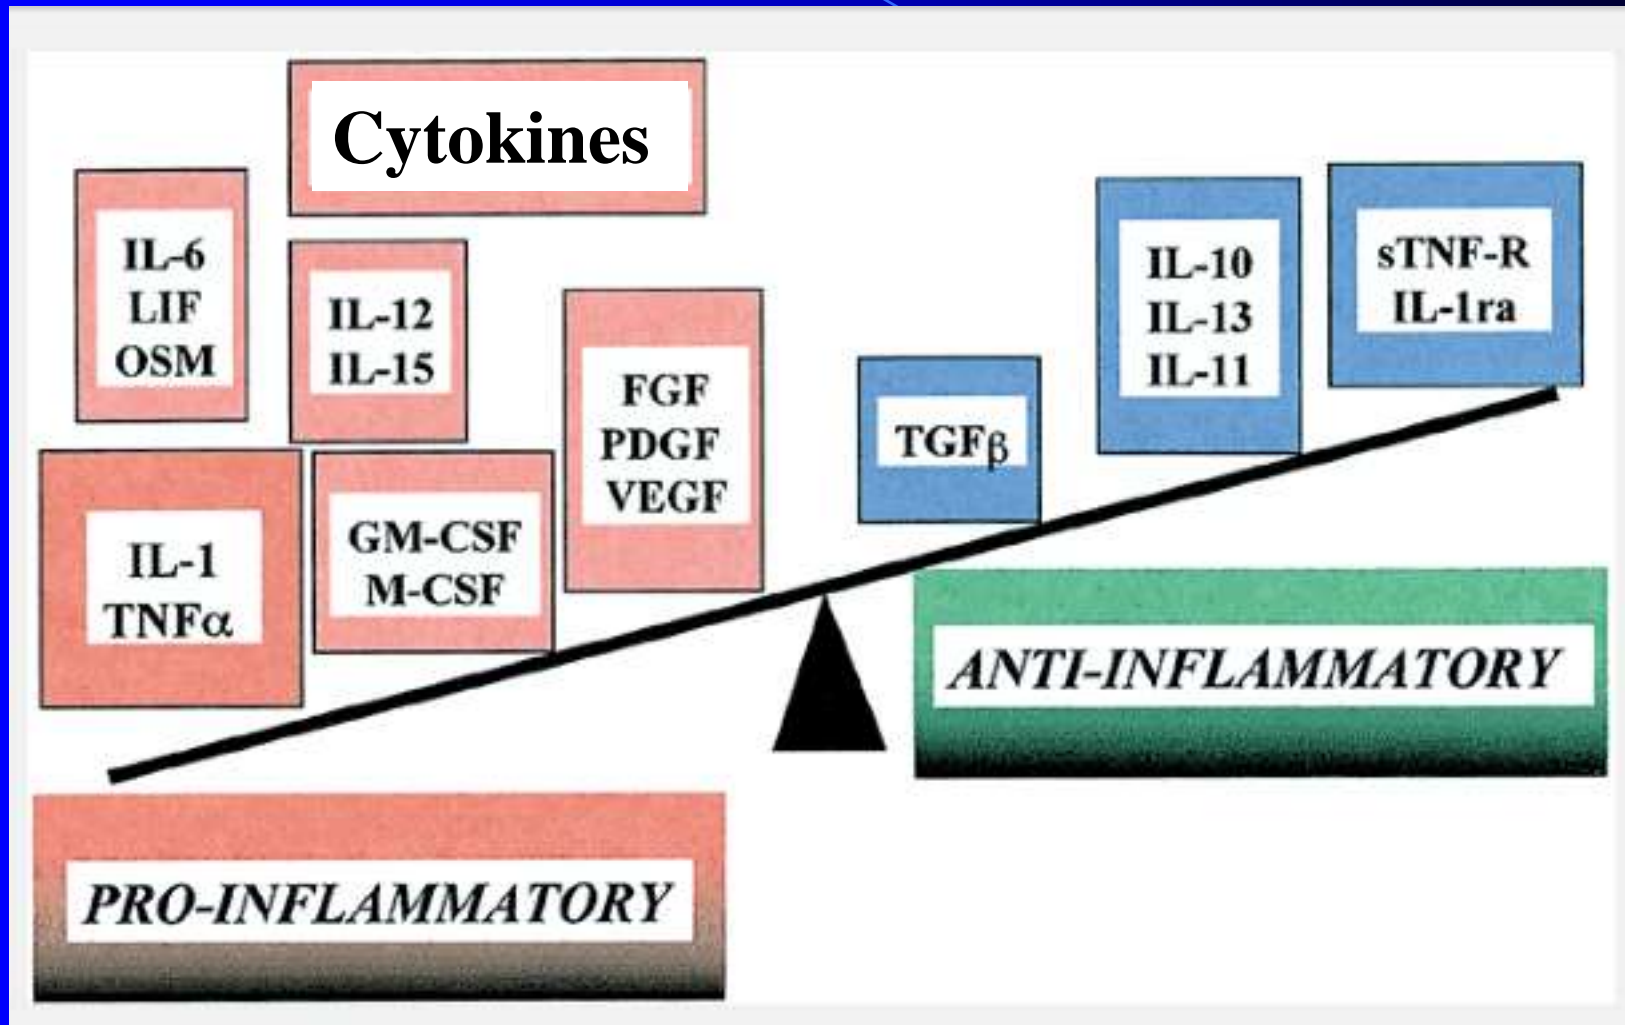 Cytokines
IL-6
LIF
OSM
IL-12
IL-15
FGF
PDGF
VEGF
IL-1
TNFα
GM-CSF
M-CSF
TGFβ
IL-10
IL-13
IL-11
sTNF-R
IL-1ra
ANTI-INFLAMMATORY
PRO-INFLAMMATORY